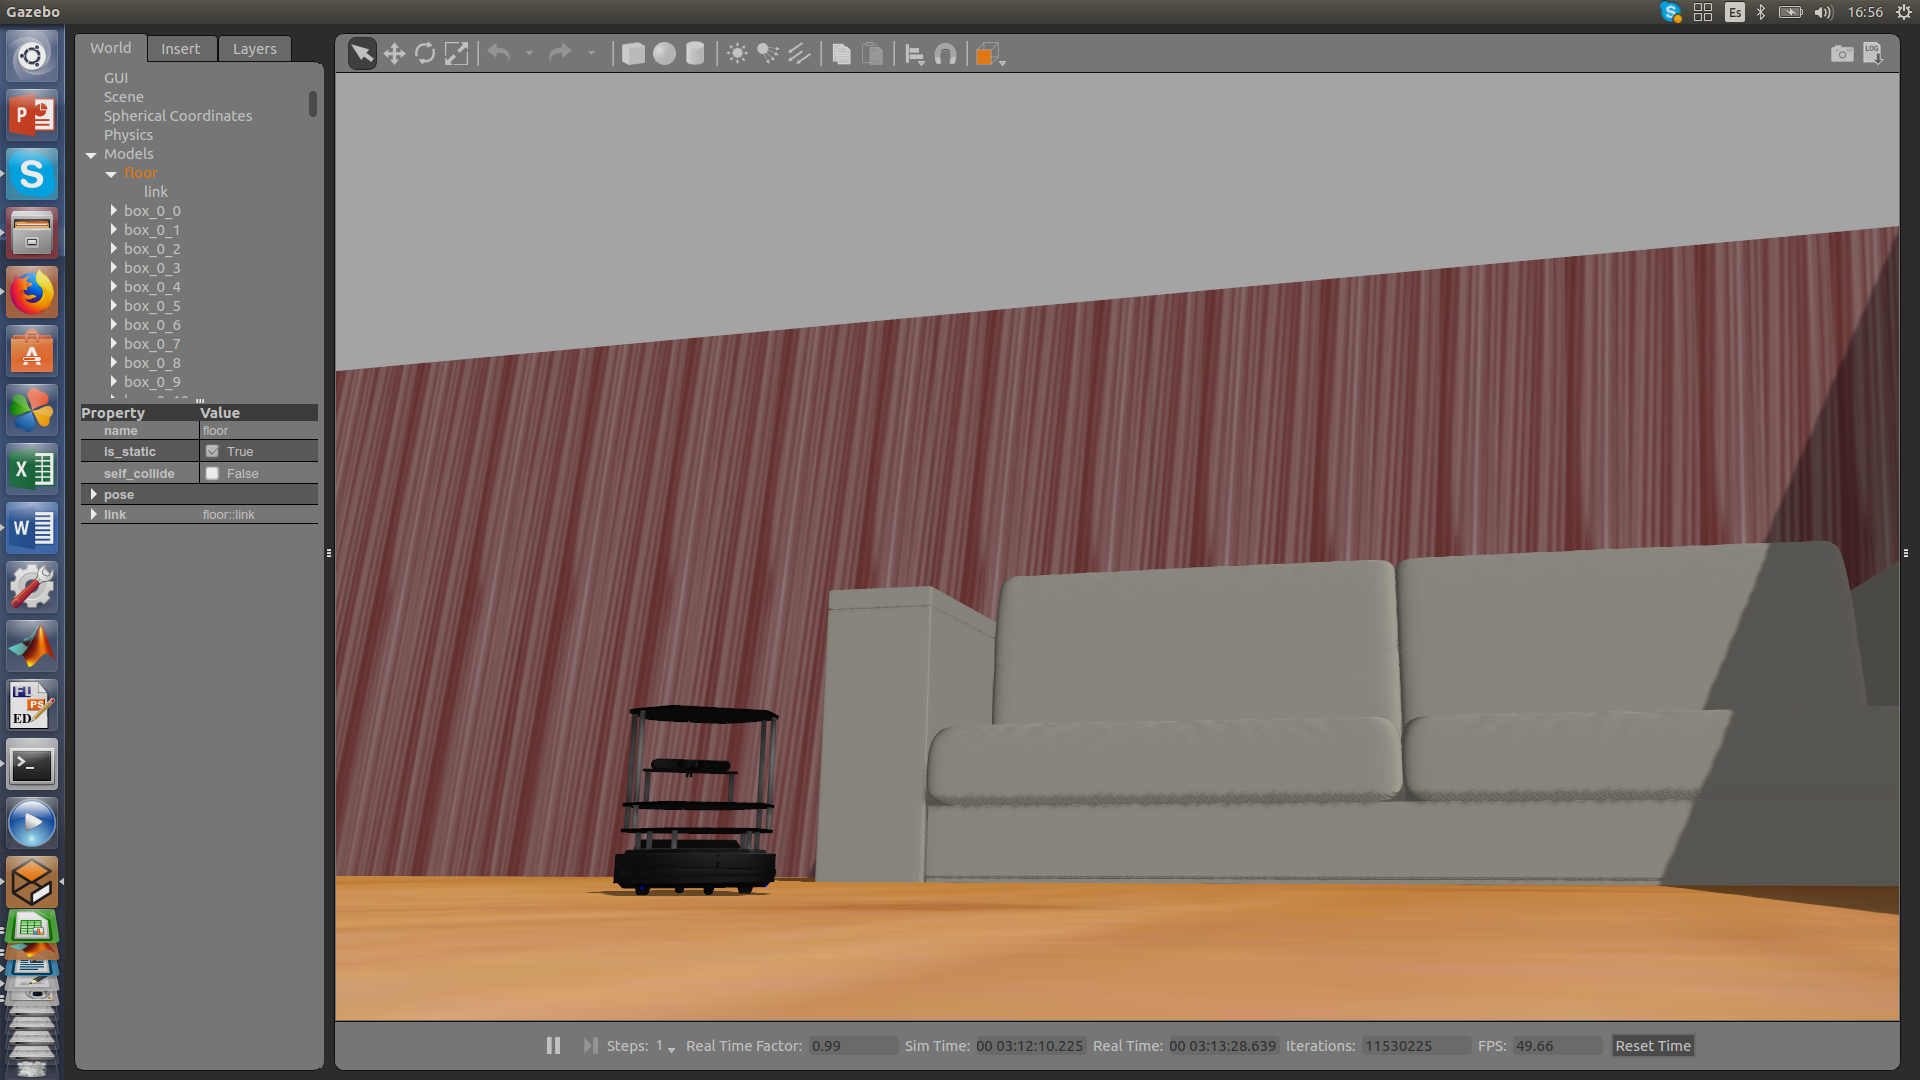 Gazebo
Es
16:56
World
Insert
Layers
LOG
GUI
Scene
Spherical Coordinates
Physics
Models
floor
link
box_0_0
box_0_1
box_0_2
box_0_3
box_0_4
box_0_5
box_0_6
box_0_7
box_0_8
box_0_9
Property Value
name floor
is_static True
self_collide False
pose
link floor::link
Steps: 1 Real Time Factor: 0.99 Sim Time: 00 03:12:10.225 Real Time: 00 03:13:28.639 Iterations: 11530225 FPS: 49.66 Reset Time